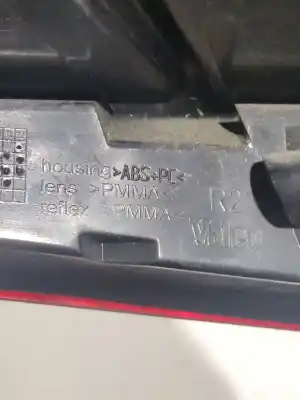 housing>ABS+PC<
lens >PMMA<
reflex >PMMA<
R2
Valeo